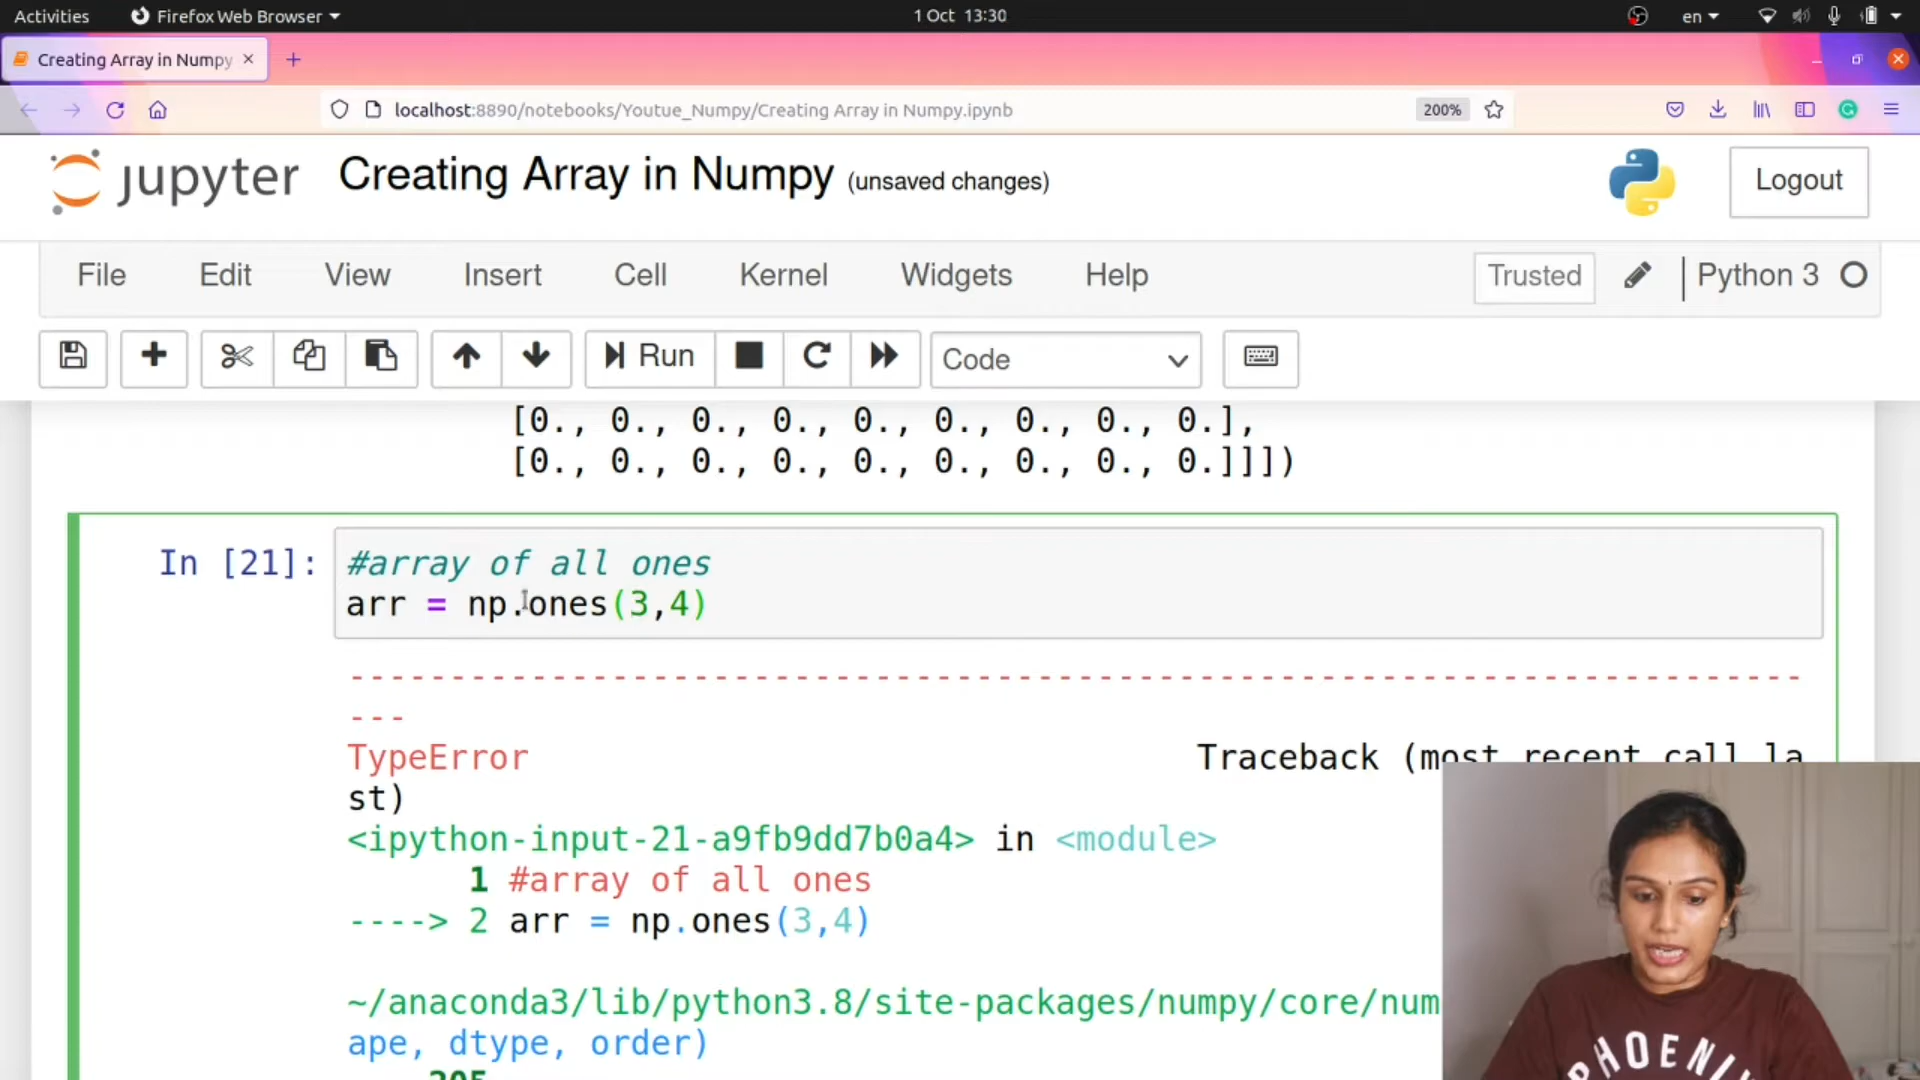 Activities Firefox Web Browser 1 Oct 13:30 en
Creating Array in Numpy
localhost:8890/notebooks/Youtue_Numpy/Creating Array in Numpy.ipynb 200%
jupyter Creating Array in Numpy (unsaved changes) Logout
File Edit View Insert Cell Kernel Widgets Help Trusted Python 3
Run Code
[0., 0., 0., 0., 0., 0., 0., 0., 0.],
[0., 0., 0., 0., 0., 0., 0., 0., 0.]]])
In [21]: #array of all ones
arr = np.ones(3,4)
---------------------------------------------------------------------------
TypeError Traceback (most recent call la
st)
<ipython-input-21-a9fb9dd7b0a4> in <module>
1 #array of all ones
----> 2 arr = np.ones(3,4)
~/anaconda3/lib/python3.8/site-packages/numpy/core/num
ape, dtype, order)
205
PHOENI